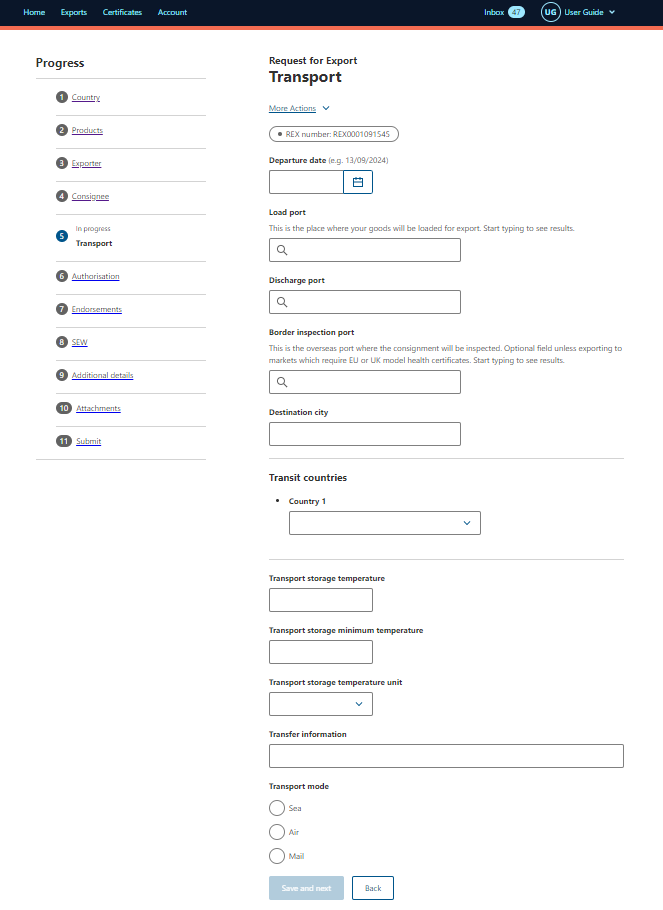 Home Exports Certificates Account Inbox 47 UG User Guide
Progress
1 Country
2 Products
3 Exporter
4 Consignee
5 In progress
Transport
6 Authorisation
7 Endorsements
8 SEW
9 Additional details
10 Attachments
11 Submit
Request for Export
Transport
More Actions
REX number: REX0001091545
Departure date (e.g. 13/09/2024)
Load port
This is the place where your goods will be loaded for export. Start typing to see results.
Discharge port
Border inspection port
This is the overseas port where the consignment will be inspected. Optional field unless exporting to
markets which require EU or UK model health certificates. Start typing to see results.
Destination city
Transit countries
Country 1
Transport storage temperature
Transport storage minimum temperature
Transport storage temperature unit
Transfer information
Transport mode
Sea
Air
Mail
Save and next Back